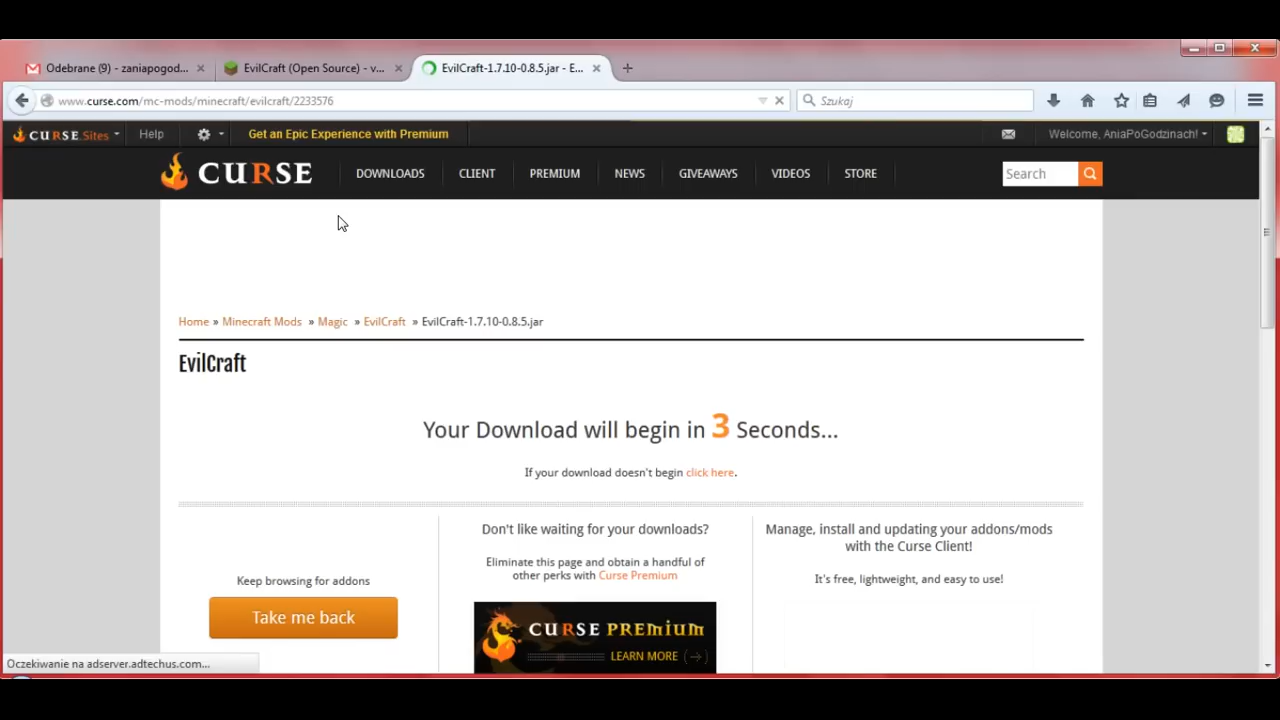 Odebrane (9) - zaniapogod...
EvilCraft (Open Source) - v...
EvilCraft-1.7.10-0.8.5.jar - E...
www.curse.com/mc-mods/minecraft/evilcraft/2233576
Szukaj
CURSE Sites
Help
Get an Epic Experience with Premium
Welcome, AniaPoGodzinach!
CURSE
DOWNLOADS
CLIENT
PREMIUM
NEWS
GIVEAWAYS
VIDEOS
STORE
Search
Home » Minecraft Mods » Magic » EvilCraft » EvilCraft-1.7.10-0.8.5.jar
EvilCraft
Your Download will begin in 3 Seconds...
If your download doesn't begin click here.
Keep browsing for addons
Take me back
Don't like waiting for your downloads?
Eliminate this page and obtain a handful of
other perks with Curse Premium
CURSE PREMIUM
LEARN MORE
Manage, install and updating your addons/mods
with the Curse Client!
It's free, lightweight, and easy to use!
Oczekiwanie na adserver.adtechus.com...